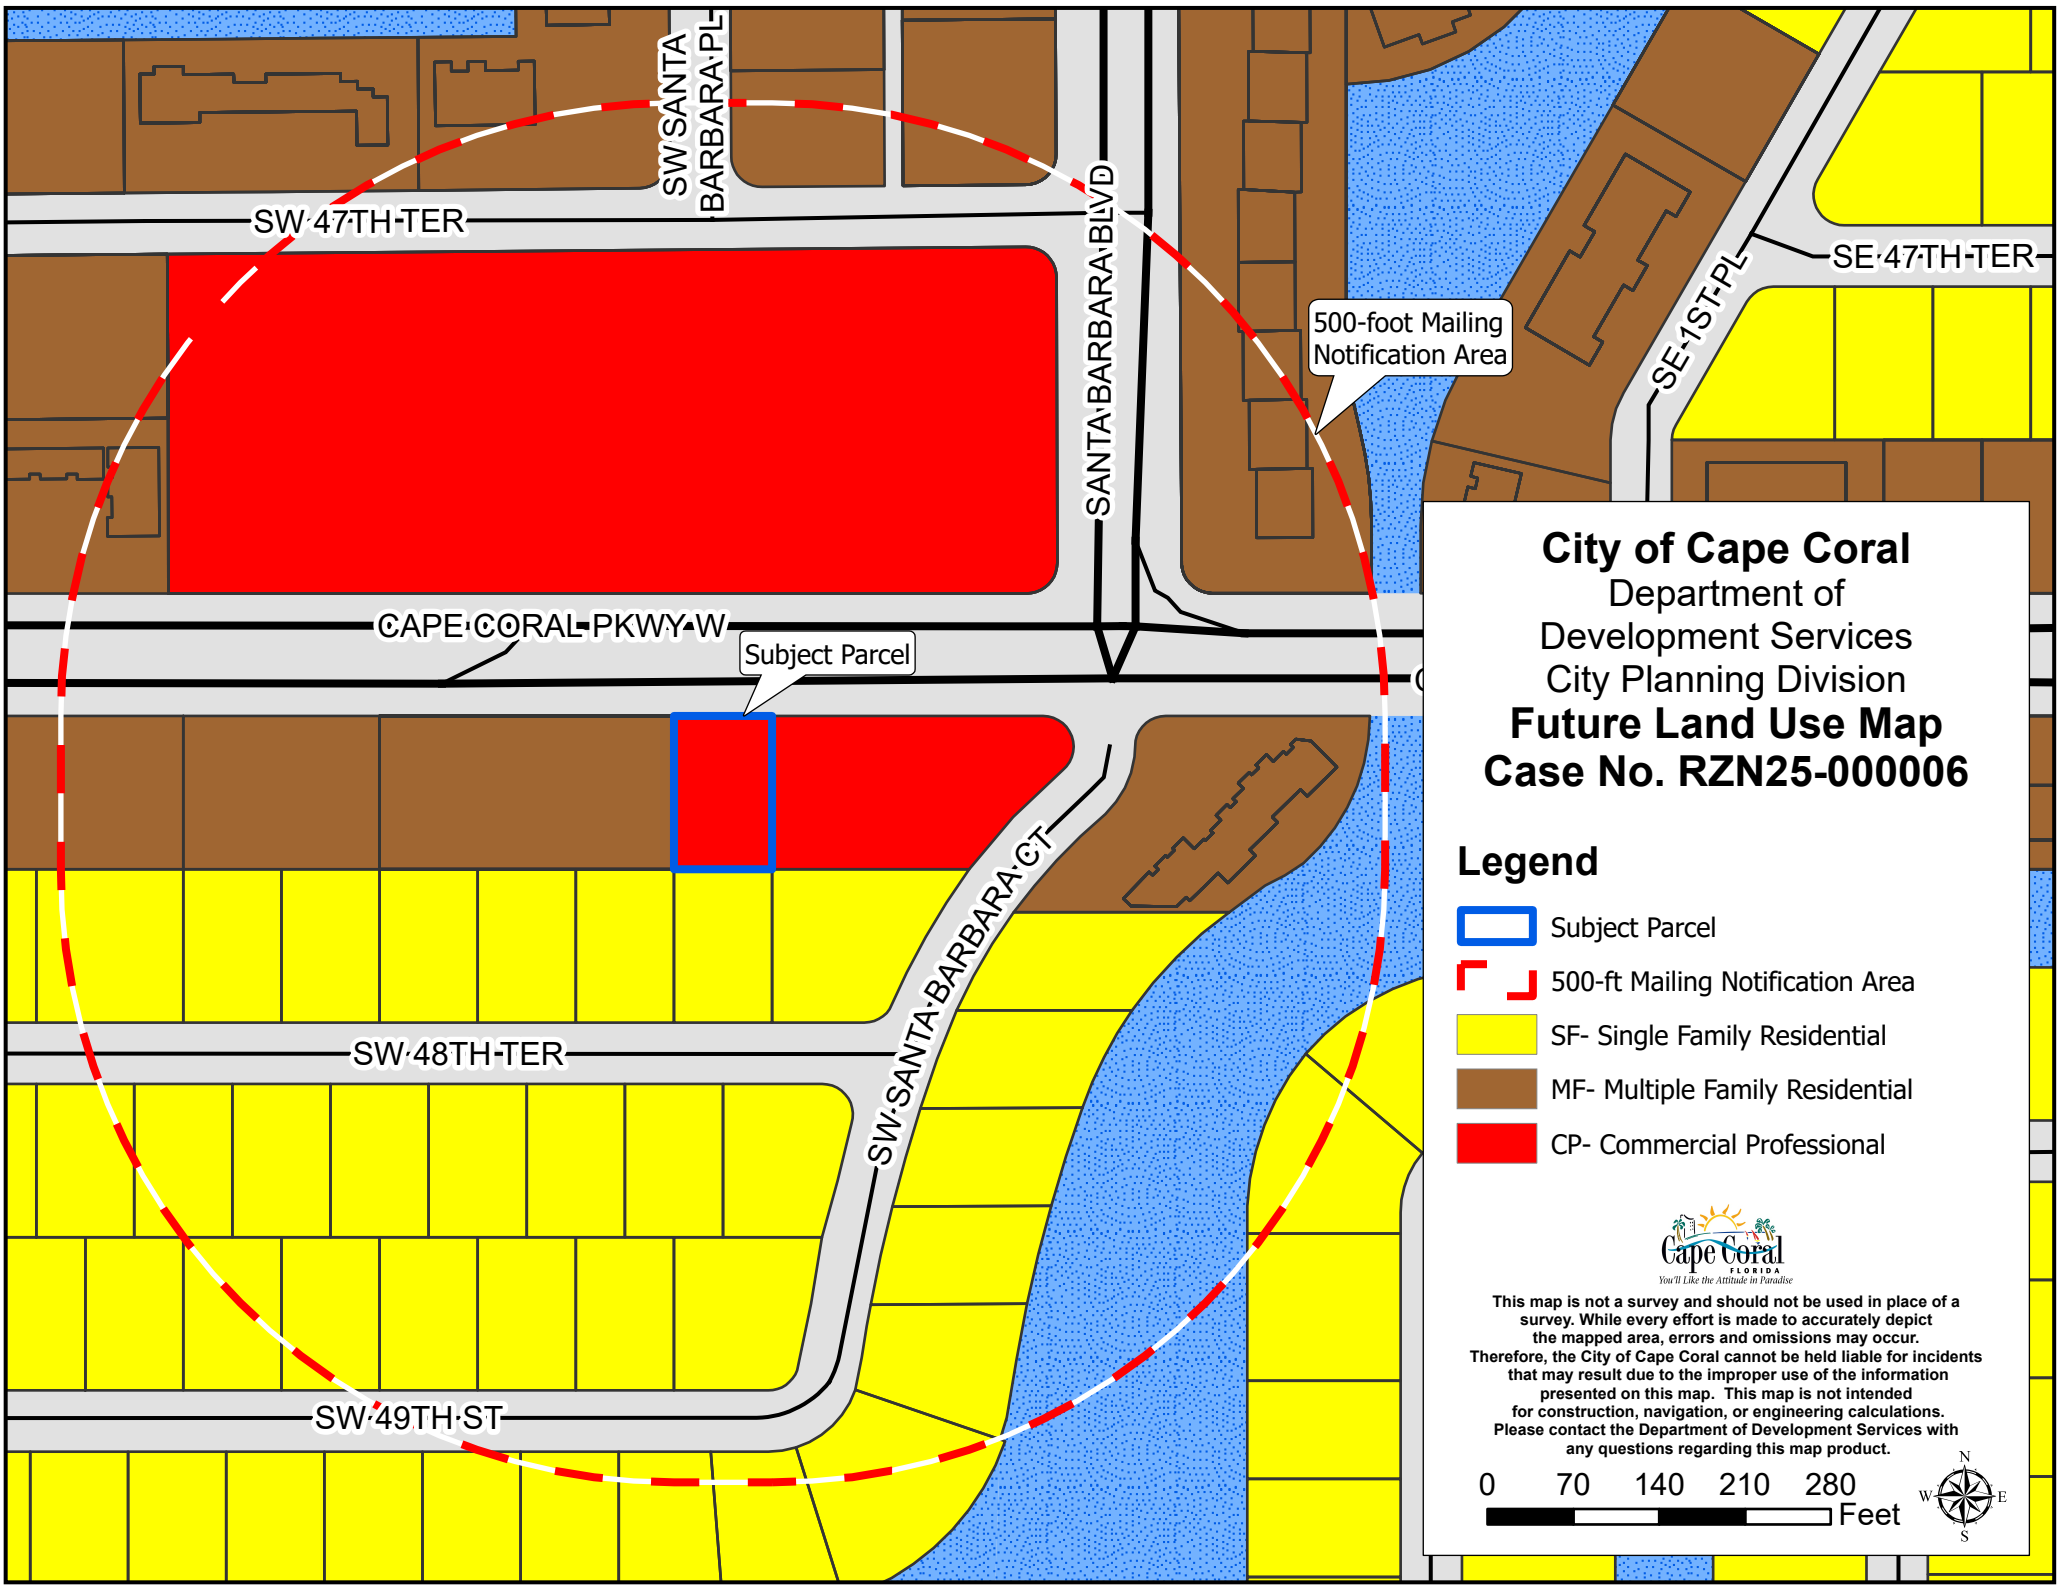 SW SANTA
BARBARA PL
SW 47TH TER
SANTA BARBARA BLVD
SE 47TH TER
SE 1ST PL
500-foot Mailing
Notification Area
CAPE CORAL PKWY W
Subject Parcel
C
SW SANTA BARBARA CT
SW 48TH TER
SW 49TH ST
City of Cape Coral
Department of
Development Services
City Planning Division
Future Land Use Map
Case No. RZN25-000006
Legend
Subject Parcel
500-ft Mailing Notification Area
SF- Single Family Residential
MF- Multiple Family Residential
CP- Commercial Professional
Cape Coral
FLORIDA
You'll Like the Attitude in Paradise
This map is not a survey and should not be used in place of a
survey. While every effort is made to accurately depict
the mapped area, errors and omissions may occur.
Therefore, the City of Cape Coral cannot be held liable for incidents
that may result due to the improper use of the information
presented on this map. This map is not intended
for construction, navigation, or engineering calculations.
Please contact the Department of Development Services with
any questions regarding this map product.
0 70 140 210 280
Feet
N
W E
S